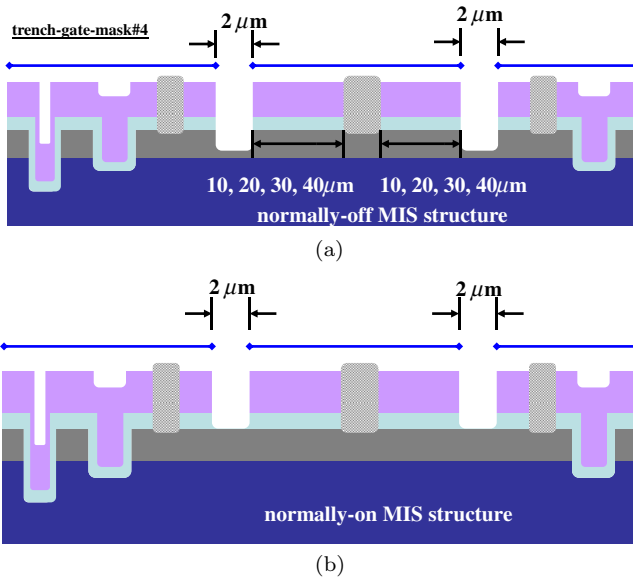 trench-gate-mask#4
2 μm
2 μm
10, 20, 30, 40μm 10, 20, 30, 40μm
normally-off MIS structure
(a)
2 μm
2 μm
normally-on MIS structure
(b)